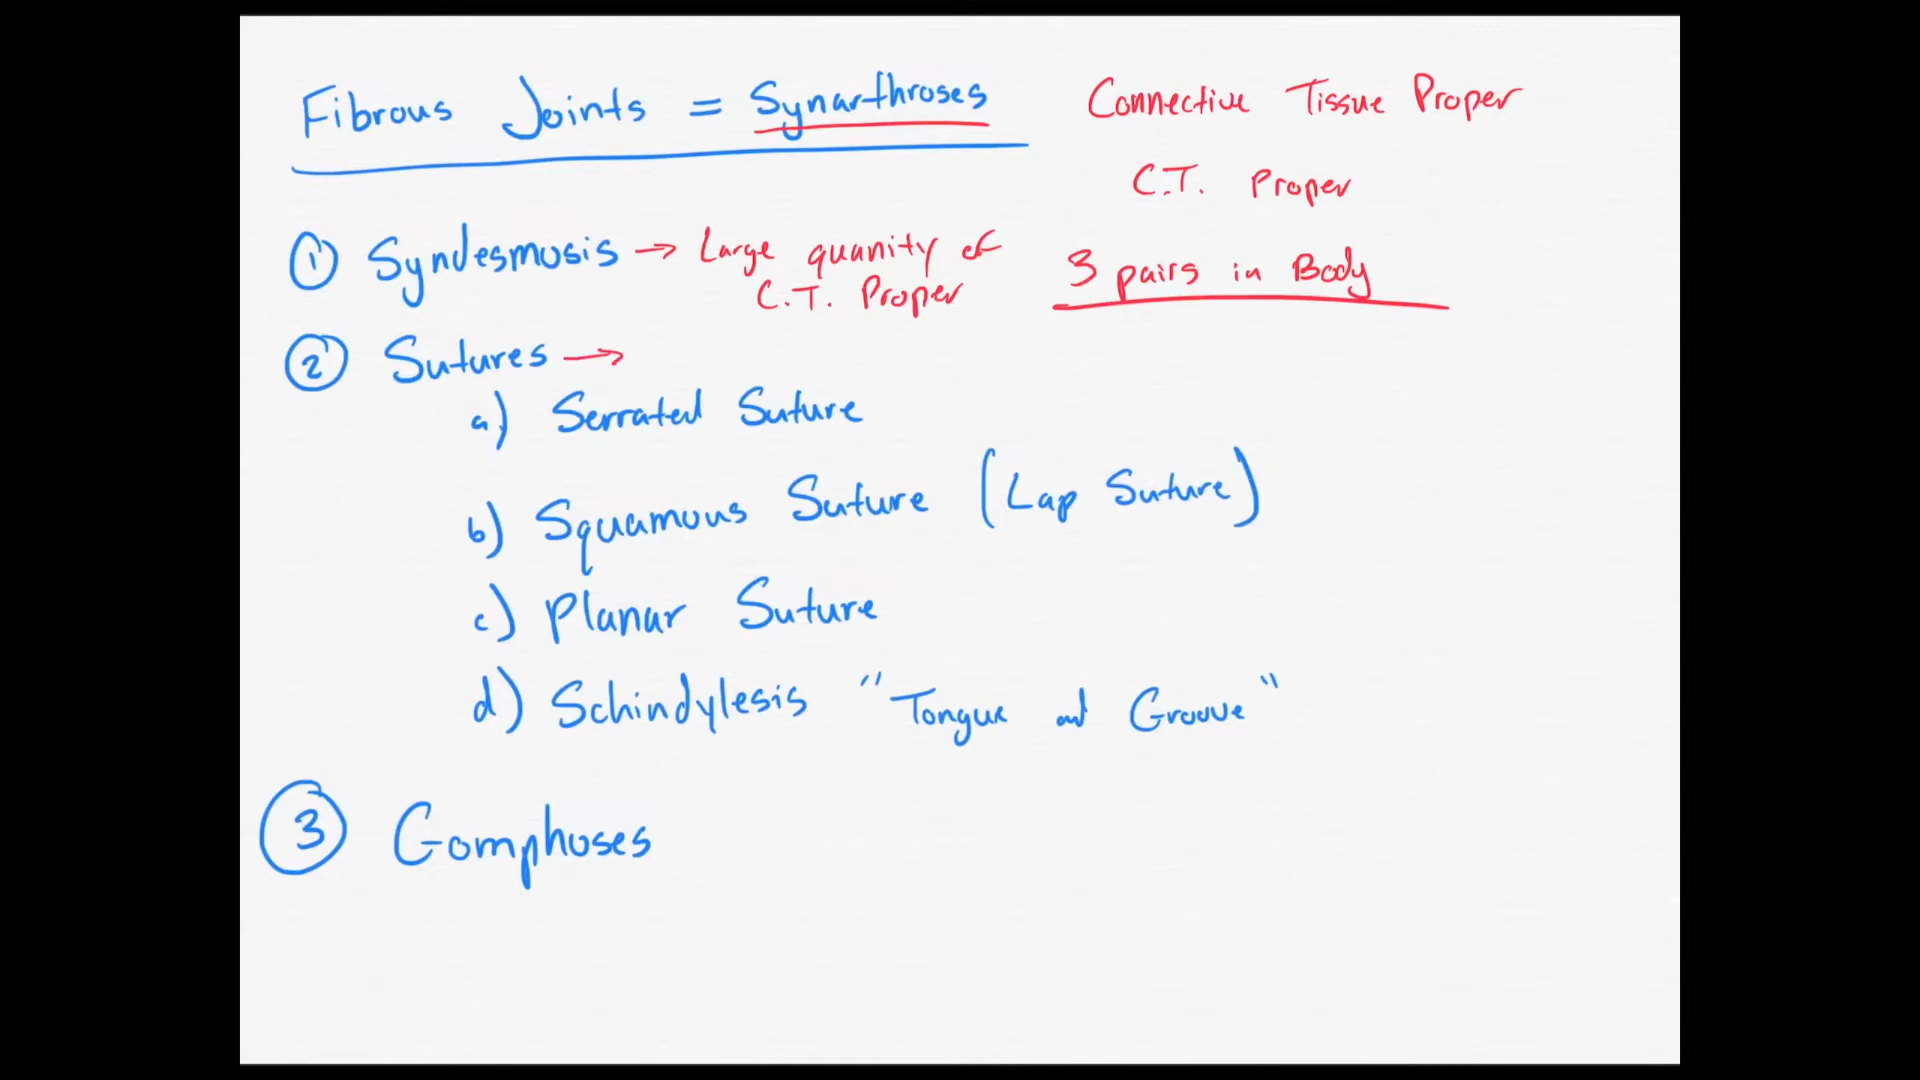 Fibrous Joints = Synarthroses
Connective Tissue Proper
C.T. Proper
① Syndesmosis → Large quanity of
C.T. Proper
3 pairs in Body
② Sutures →
a) Serrated Suture
b) Squamous Suture (Lap Suture)
c) Planar Suture
d) Schindylesis "Tongue and Groove"
③ Gomphoses